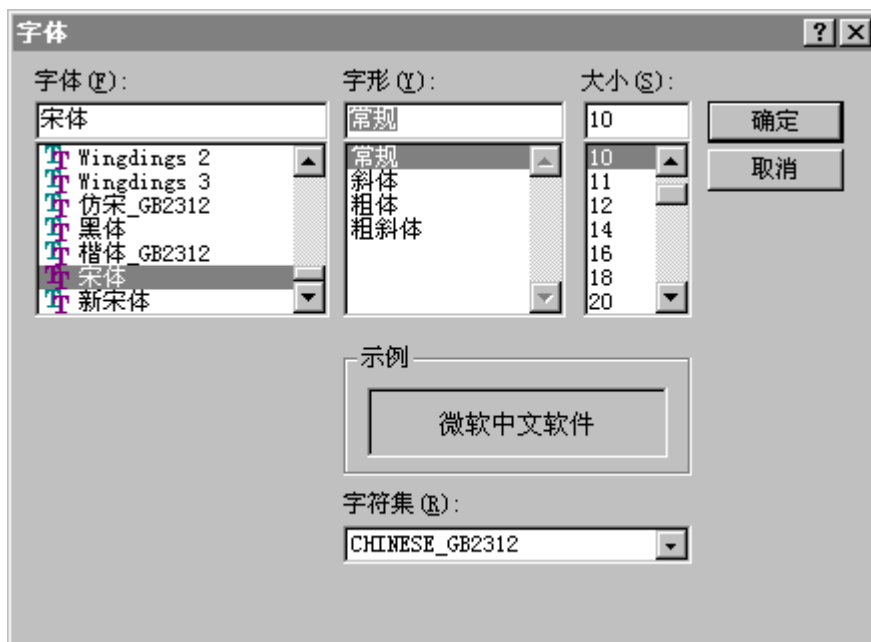 字体
字体(F):
字形(Y):
大小(S):
宋体
常规
10
确定
取消
Wingdings 2
Wingdings 3
仿宋_GB2312
黑体
楷体_GB2312
宋体
新宋体
常规
斜体
粗体
粗斜体
10
11
12
14
16
18
20
示例
微软中文软件
字符集(R):
CHINESE_GB2312